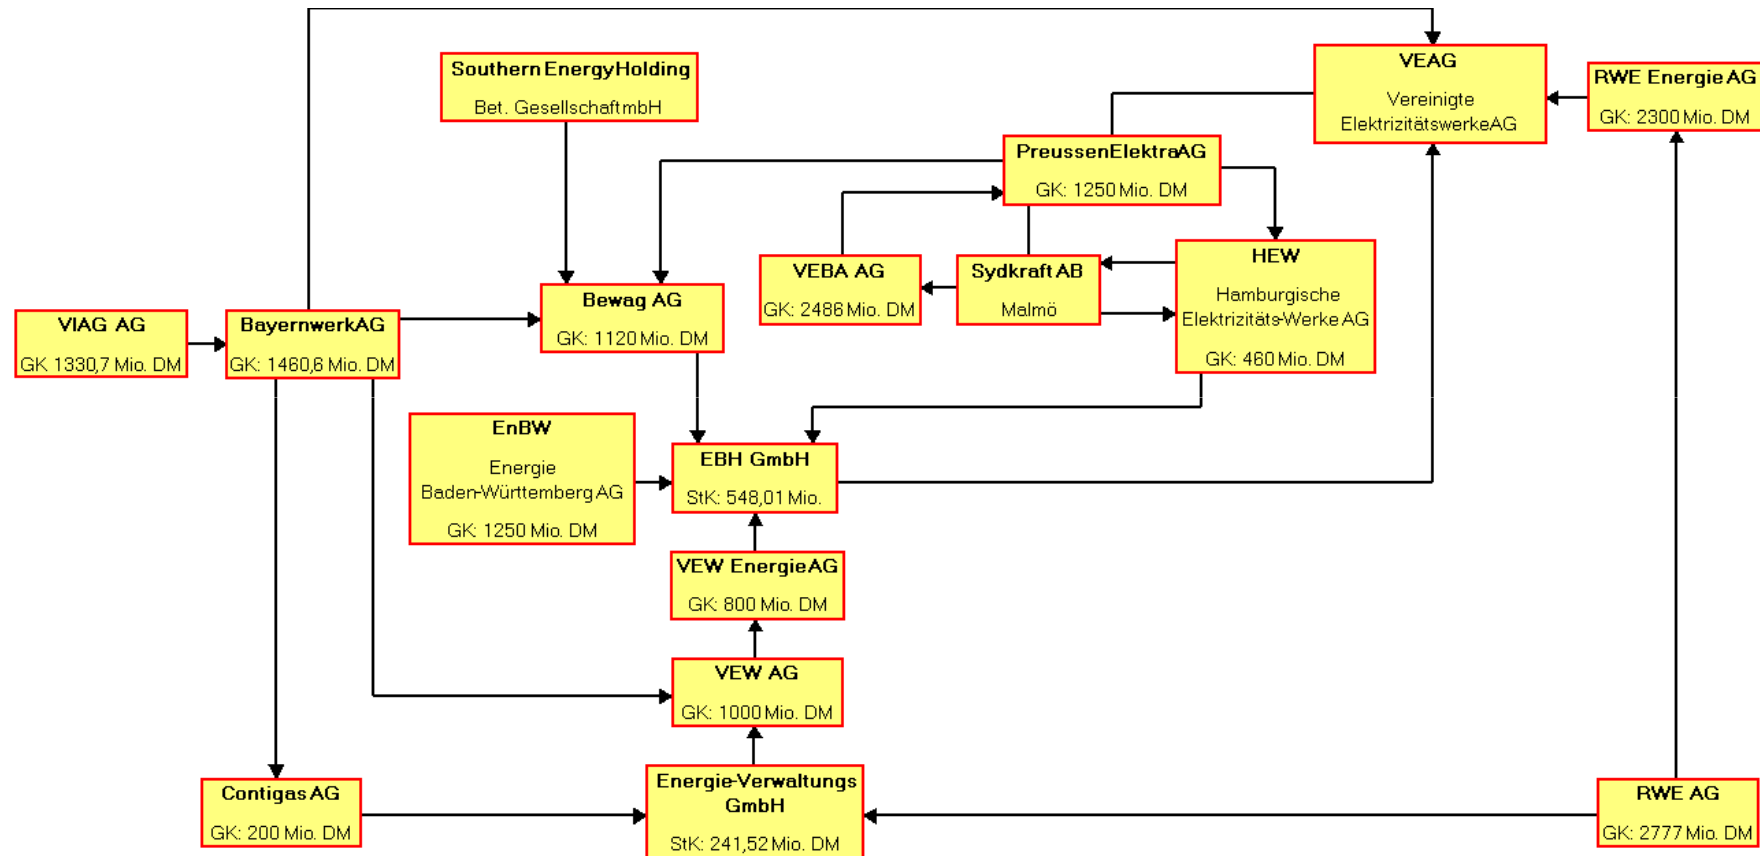 Southern Energy Holding
Bet. Gesellschaft mbH
VEAG
Vereinigte
Elektrizitätswerke AG
RWE Energie AG
GK: 2300 Mio. DM
PreussenElektra AG
GK: 1250 Mio. DM
VEBA AG
GK: 2486 Mio. DM
Sydkraft AB
Malmö
HEW
Hamburgische
Elektrizitäts-Werke AG
GK: 460 Mio. DM
VIAG AG
GK 1330,7 Mio. DM
Bayernwerk AG
GK: 1460,6 Mio. DM
Bewag AG
GK: 1120 Mio. DM
EnBW
Energie
Baden-Württemberg AG
GK: 1250 Mio. DM
EBH GmbH
StK: 548,01 Mio.
VEW Energie AG
GK: 800 Mio. DM
VEW AG
GK: 1000 Mio. DM
Contigas AG
GK: 200 Mio. DM
Energie-Verwaltungs
GmbH
StK: 241,52 Mio. DM
RWE AG
GK: 2777 Mio. DM